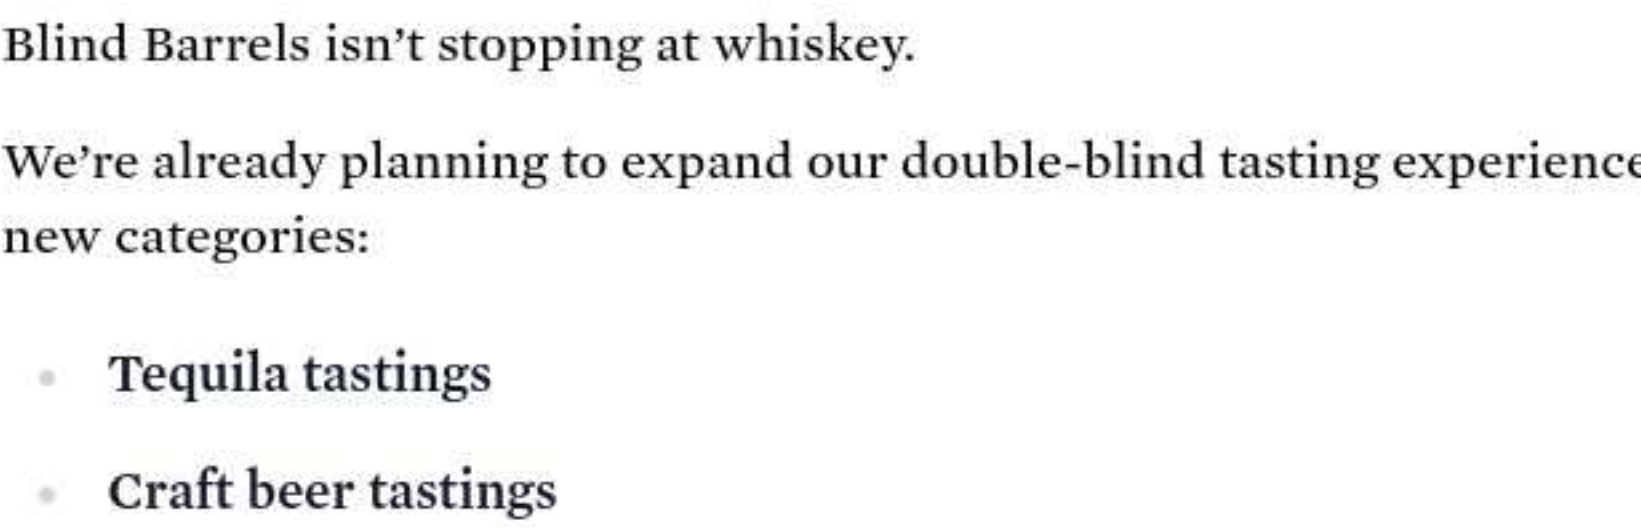 Blind Barrels isn’t stopping at whiskey.
We’re already planning to expand our double-blind tasting experience
new categories:
Tequila tastings
Craft beer tastings